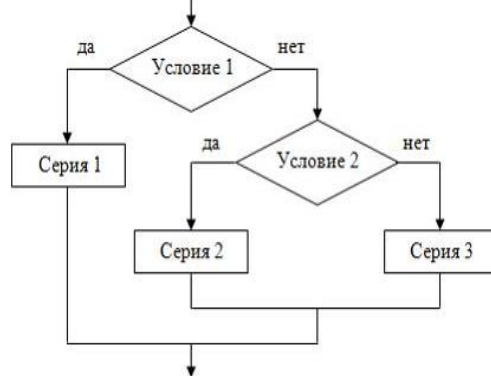 да
Условие 1
нет
Серия 1
да
Условие 2
нет
Серия 2
Серия 3